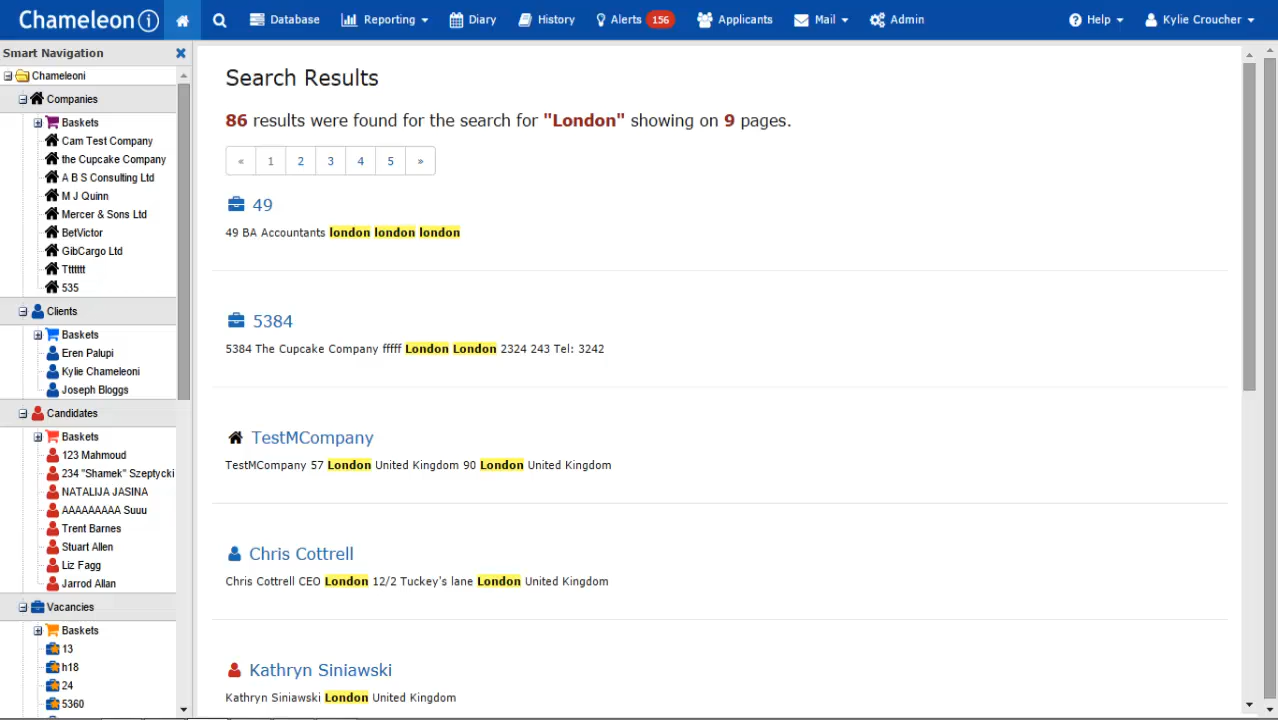 Chameleoni
Database
Reporting
Diary
History
Alerts 156
Applicants
Mail
Admin
Help
Kylie Croucher
Smart Navigation
Chameleoni
Companies
Baskets
Cam Test Company
the Cupcake Company
A B S Consulting Ltd
M J Quinn
Mercer & Sons Ltd
BetVictor
GibCargo Ltd
Ttttttt
535
Clients
Baskets
Eren Palupi
Kylie Chameleoni
Joseph Bloggs
Candidates
Baskets
123 Mahmoud
234 "Shamek" Szeptycki
NATALIJA JASINA
AAAAAAAAA Suuu
Trent Barnes
Stuart Allen
Liz Fagg
Jarrod Allan
Vacancies
Baskets
13
h18
24
5360
Search Results
86 results were found for the search for "London" showing on 9 pages.
« 1 2 3 4 5 »
49
49 BA Accountants london london london
5384
5384 The Cupcake Company fffff London London 2324 243 Tel: 3242
TestMCompany
TestMCompany 57 London United Kingdom 90 London United Kingdom
Chris Cottrell
Chris Cottrell CEO London 12/2 Tuckey's lane London United Kingdom
Kathryn Siniawski
Kathryn Siniawski London United Kingdom